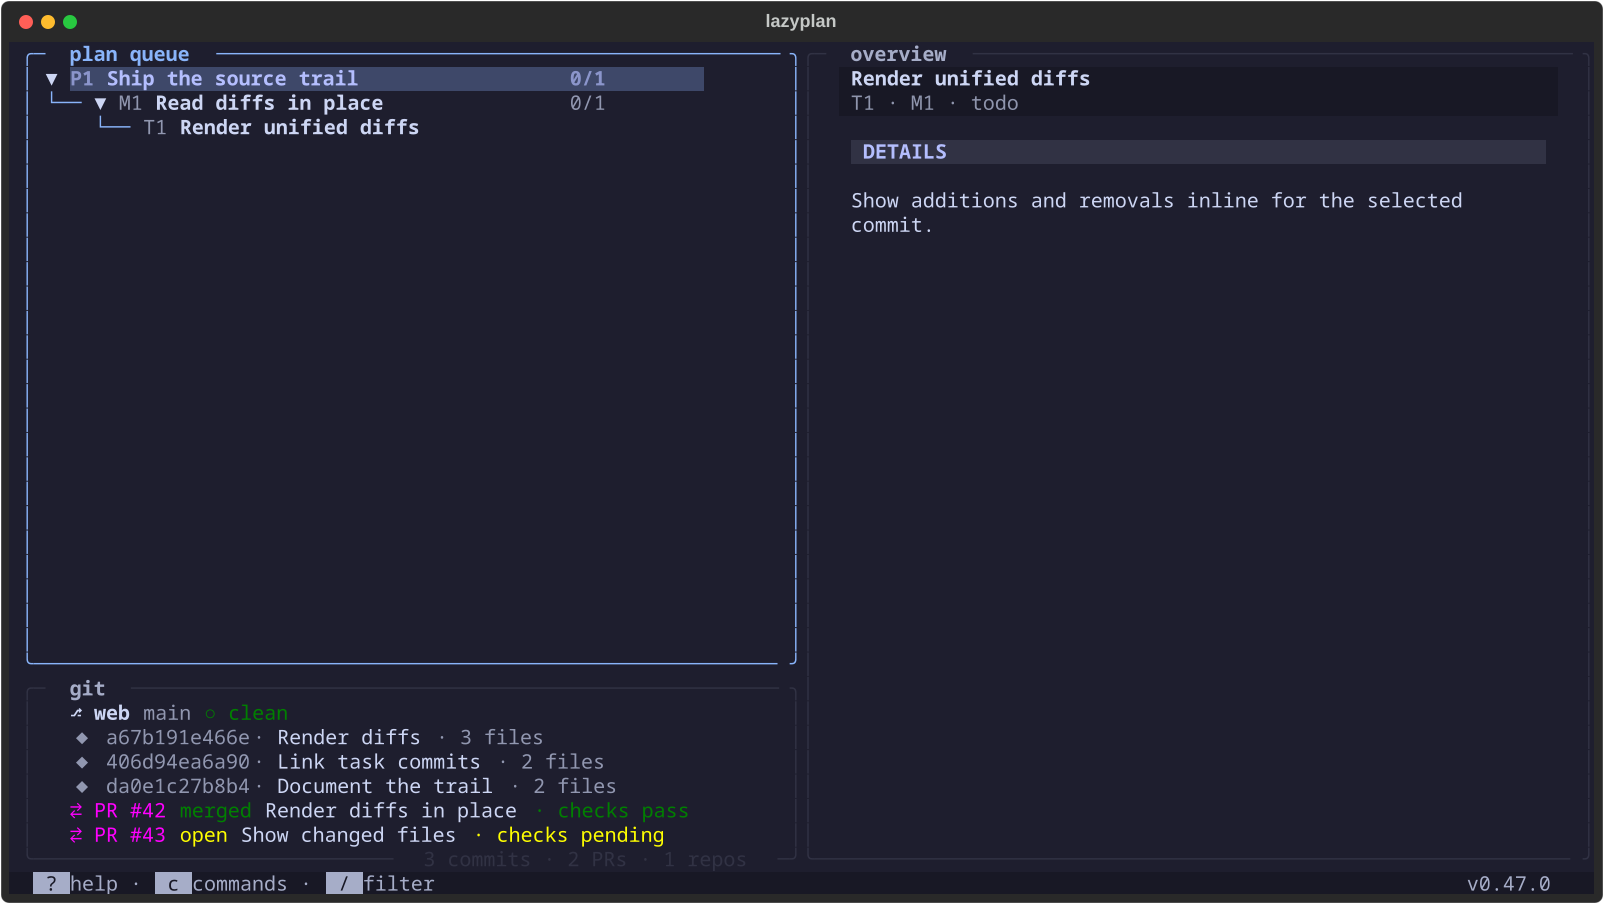 lazyplan
plan queue
▼ P1 Ship the source trail 0/1
▼ M1 Read diffs in place 0/1
T1 Render unified diffs
git
⎇ web main ○ clean
◆ a67b191e466e · Render diffs · 3 files
◆ 406d94ea6a90 · Link task commits · 2 files
◆ da0e1c27b8b4 · Document the trail · 2 files
⇄ PR #42 merged Render diffs in place · checks pass
⇄ PR #43 open Show changed files · checks pending
3 commits · 2 PRs · 1 repos
overview
Render unified diffs
T1 · M1 · todo
DETAILS
Show additions and removals inline for the selected
commit.
? help · c commands · / filter
v0.47.0